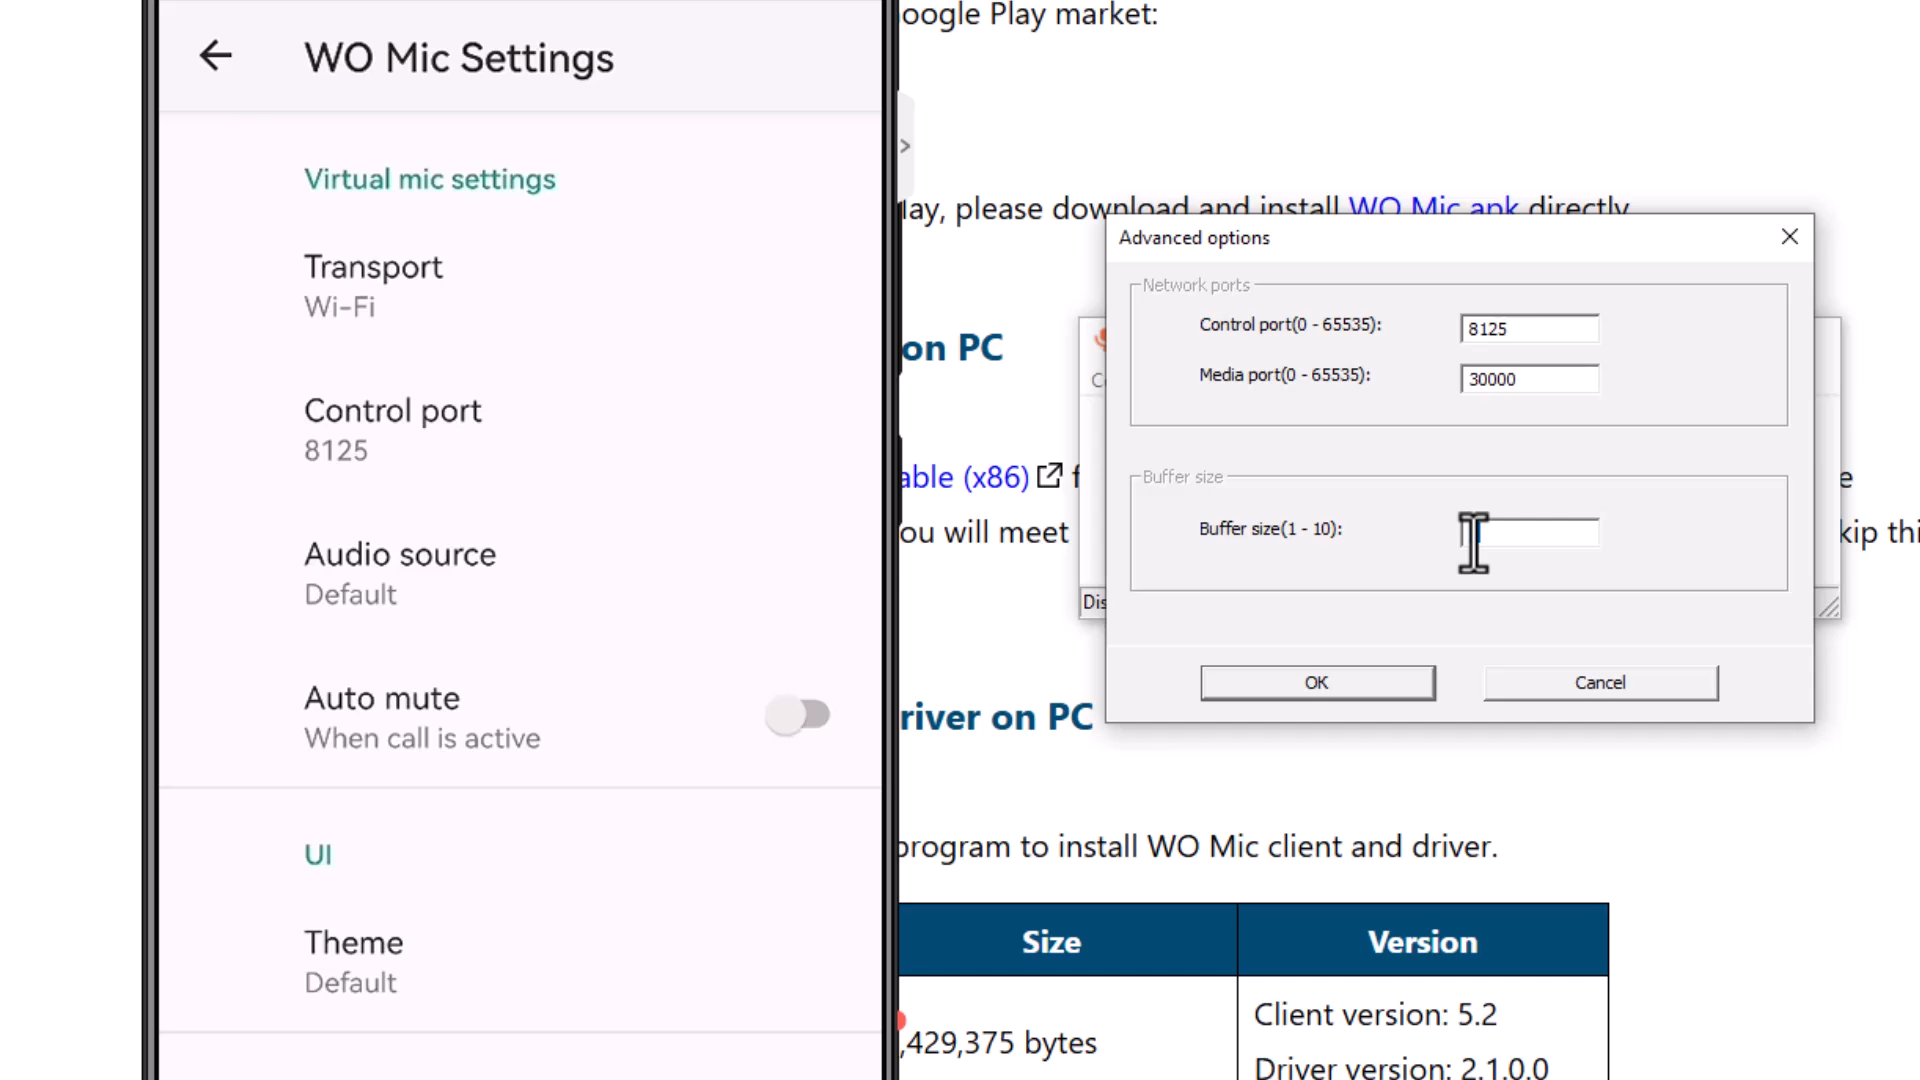 WO Mic Settings
Virtual mic settings
Transport
Wi-Fi
Control port
8125
Audio source
Default
Auto mute
When call is active
UI
Theme
Default
oogle Play market:
lay, please download and install WO Mic apk directly
on PC
able (x86)
ou will meet
kip thi
river on PC
program to install WO Mic client and driver.
Size Version
,429,375 bytes
Client version: 5.2
Driver version: 2.1.0.0
Advanced options
Network ports
Control port(0 - 65535): 8125
Media port(0 - 65535): 30000
Buffer size
Buffer size(1 - 10):
OK Cancel
Dis